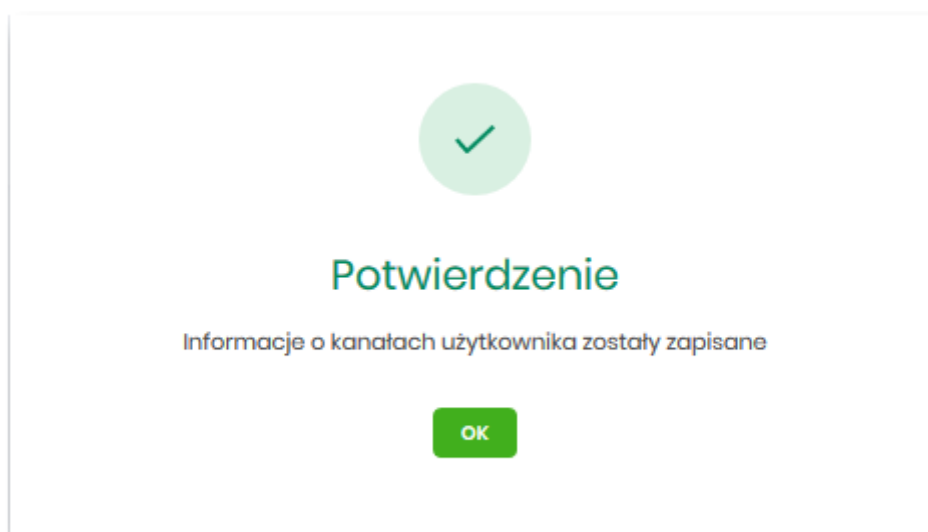 Potwierdzenie
Informacje o kanałach użytkownika zostały zapisane
OK